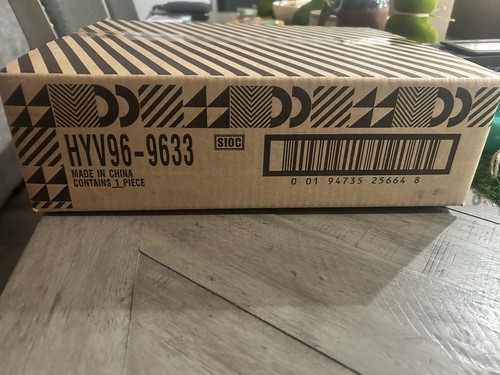 HYV96-9633
SIOC
MADE IN CHINA
CONTAINS 1 PIECE
0 01 94735 25664 8